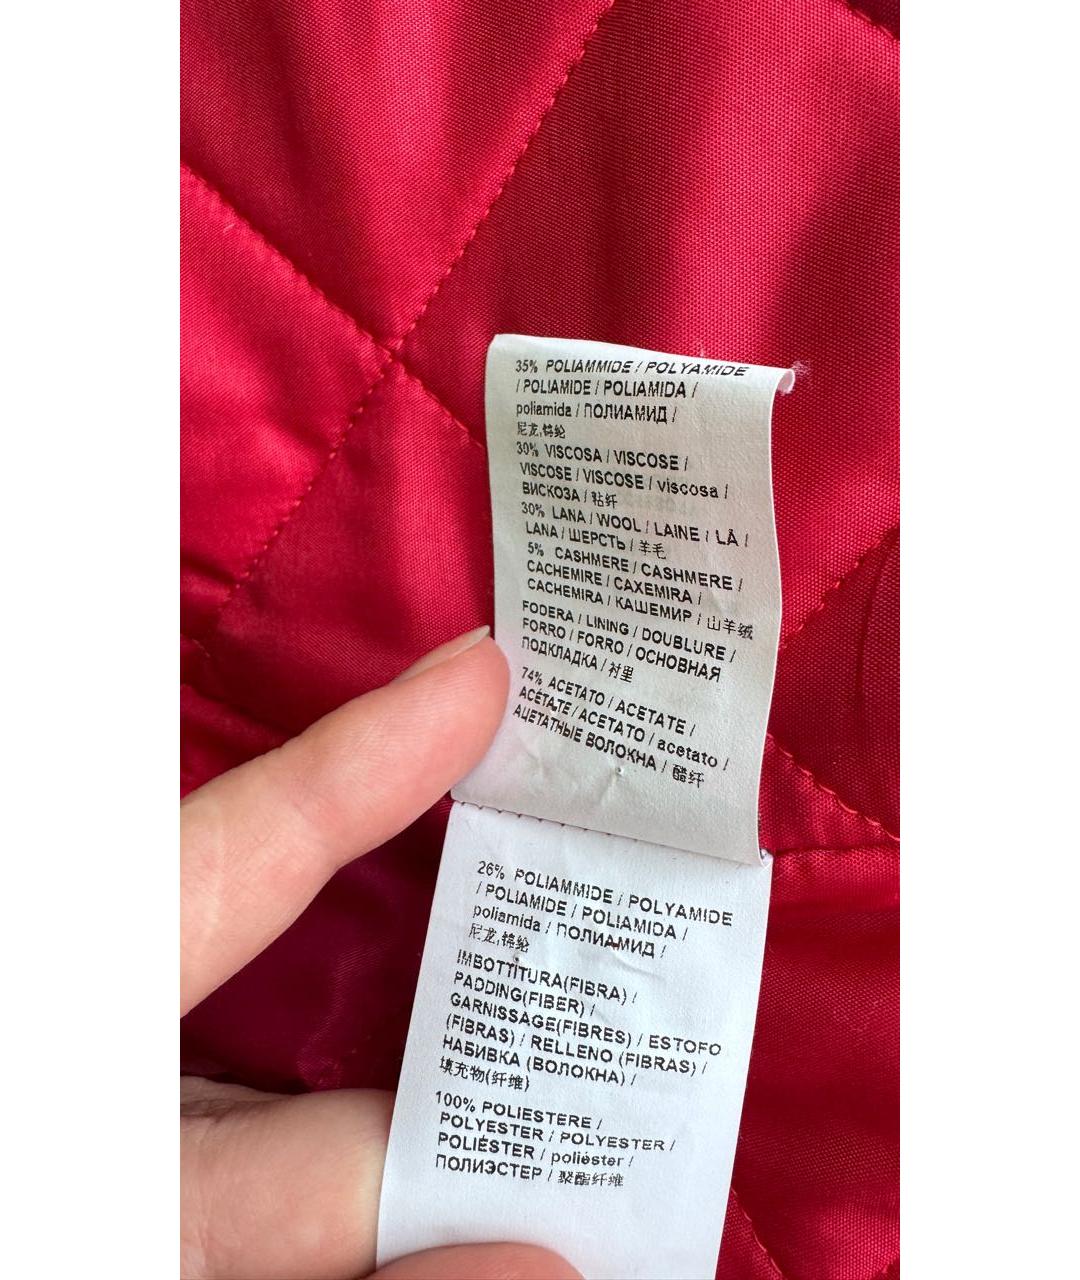 35% POLIAMMIDE / POLYAMIDE
/ POLIAMIDE / POLIAMIDA /
poliamida / ПОЛИАМИД /
尼龙,锦纶
30% VISCOSA / VISCOSE /
VISCOSE / VISCOSE / viscosa /
ВИСКОЗА / 粘纤
30% LANA / WOOL / LAINE / LÃ /
LANA / ШЕРСТЬ / 羊毛
5% CASHMERE / CASHMERE /
CACHEMIRE / CAXEMIRA /
CACHEMIRA / КАШЕМИР / 山羊绒
FODERA / LINING / DOUBLURE /
FORRO / FORRO / ОСНОВНАЯ
ПОДКЛАДКА / 衬里
74% ACETATO / ACETATE /
ACÉTATE / ACETATO / acetato /
АЦЕТАТНЫЕ ВОЛОКНА / 醋纤
26% POLIAMMIDE / POLYAMIDE
/ POLIAMIDE / POLIAMIDA /
poliamida / ПОЛИАМИД /
尼龙,锦纶
IMBOTTITURA(FIBRA) /
PADDING(FIBER) /
GARNISSAGE(FIBRES) / ESTOFO
(FIBRAS) / RELLENO (FIBRAS) /
НАБИВКА (ВОЛОКНА) /
填充物(纤维)
100% POLIESTERE /
POLYESTER / POLYESTER /
POLIÉSTER / poliéster /
ПОЛИЭСТЕР / 聚酯纤维